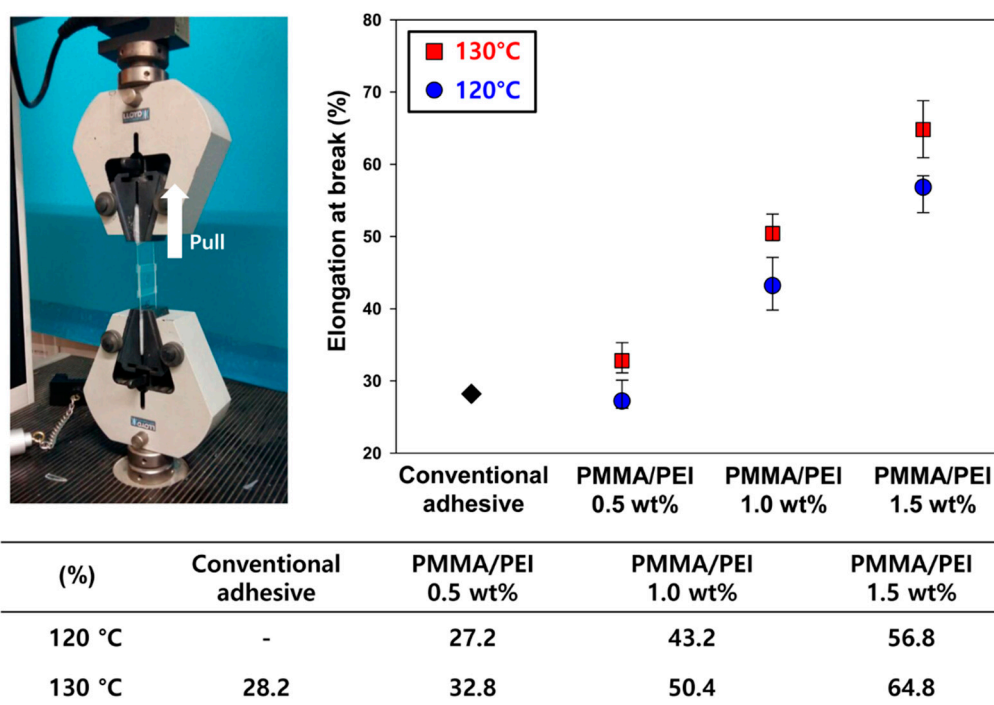 Pull
Elongation at break (%)
80
70
60
50
40
30
20
130°C
120°C
Conventional adhesive
PMMA/PEI 0.5 wt%
PMMA/PEI 1.0 wt%
PMMA/PEI 1.5 wt%
(%)
Conventional adhesive
PMMA/PEI 0.5 wt%
PMMA/PEI 1.0 wt%
PMMA/PEI 1.5 wt%
120 °C - 27.2 43.2 56.8
130 °C 28.2 32.8 50.4 64.8